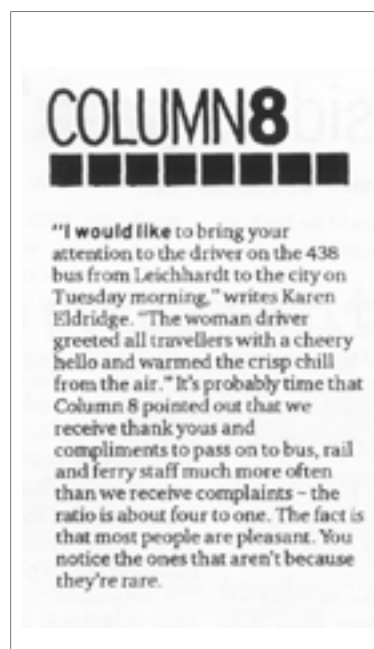 COLUMN8
"I would like to bring your
attention to the driver on the 438
bus from Leichhardt to the city on
Tuesday morning," writes Karen
Eldridge. "The woman driver
greeted all travellers with a cheery
hello and warmed the crisp chill
from the air." It's probably time that
Column 8 pointed out that we
receive thank yous and
compliments to pass on to bus, rail
and ferry staff much more often
than we receive complaints – the
ratio is about four to one. The fact is
that most people are pleasant. You
notice the ones that aren't because
they're rare.